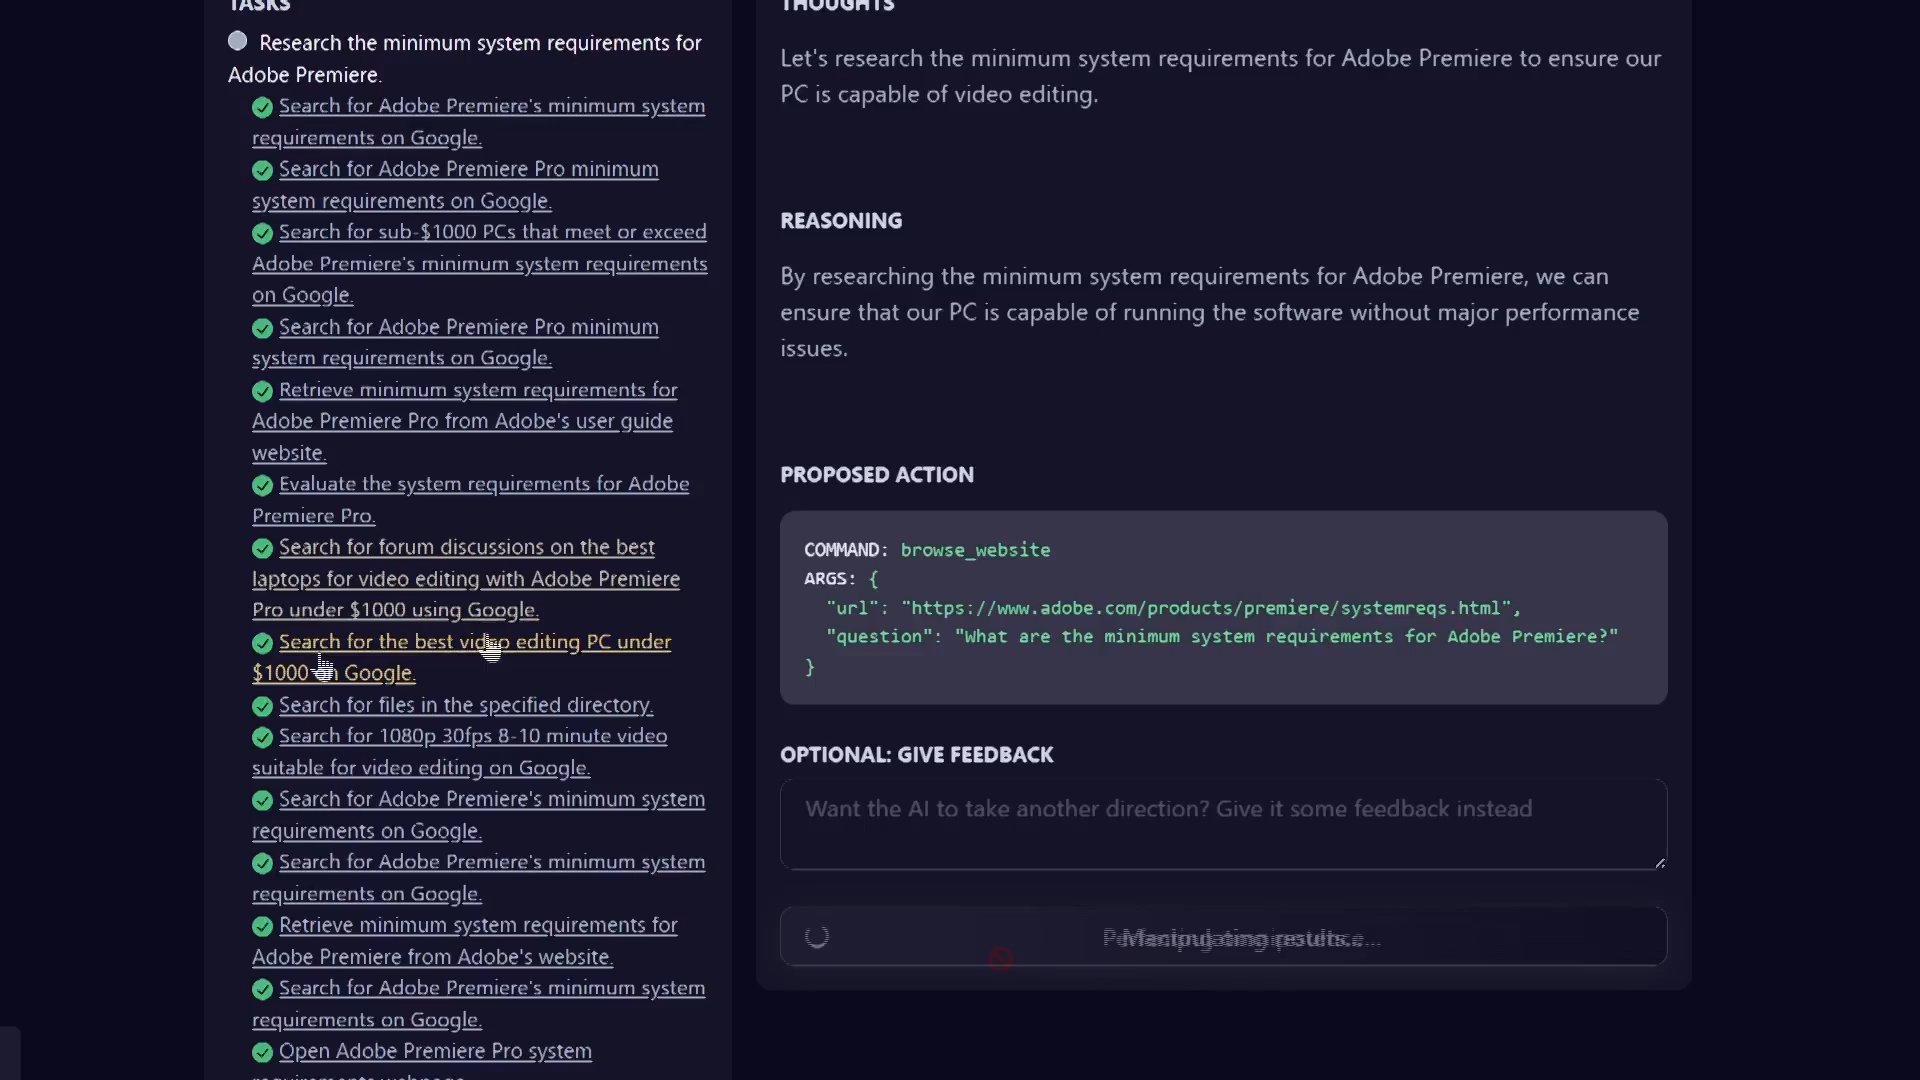 TASKS
Research the minimum system requirements for
Adobe Premiere.
Search for Adobe Premiere's minimum system
requirements on Google.
Search for Adobe Premiere Pro minimum
system requirements on Google.
Search for sub-$1000 PCs that meet or exceed
Adobe Premiere's minimum system requirements
on Google.
Search for Adobe Premiere Pro minimum
system requirements on Google.
Retrieve minimum system requirements for
Adobe Premiere Pro from Adobe's user guide
website.
Evaluate the system requirements for Adobe
Premiere Pro.
Search for forum discussions on the best
laptops for video editing with Adobe Premiere
Pro under $1000 using Google.
Search for the best video editing PC under
$1000 on Google.
Search for files in the specified directory.
Search for 1080p 30fps 8-10 minute video
suitable for video editing on Google.
Search for Adobe Premiere's minimum system
requirements on Google.
Search for Adobe Premiere's minimum system
requirements on Google.
Retrieve minimum system requirements for
Adobe Premiere from Adobe's website.
Search for Adobe Premiere's minimum system
requirements on Google.
Open Adobe Premiere Pro system
requirements webpage.
THOUGHTS
Let's research the minimum system requirements for Adobe Premiere to ensure our
PC is capable of video editing.
REASONING
By researching the minimum system requirements for Adobe Premiere, we can
ensure that our PC is capable of running the software without major performance
issues.
PROPOSED ACTION
COMMAND: browse_website
ARGS: {
"url": "https://www.adobe.com/products/premiere/systemreqs.html",
"question": "What are the minimum system requirements for Adobe Premiere?"
}
OPTIONAL: GIVE FEEDBACK
Want the AI to take another direction? Give it some feedback instead
Manipulating results...